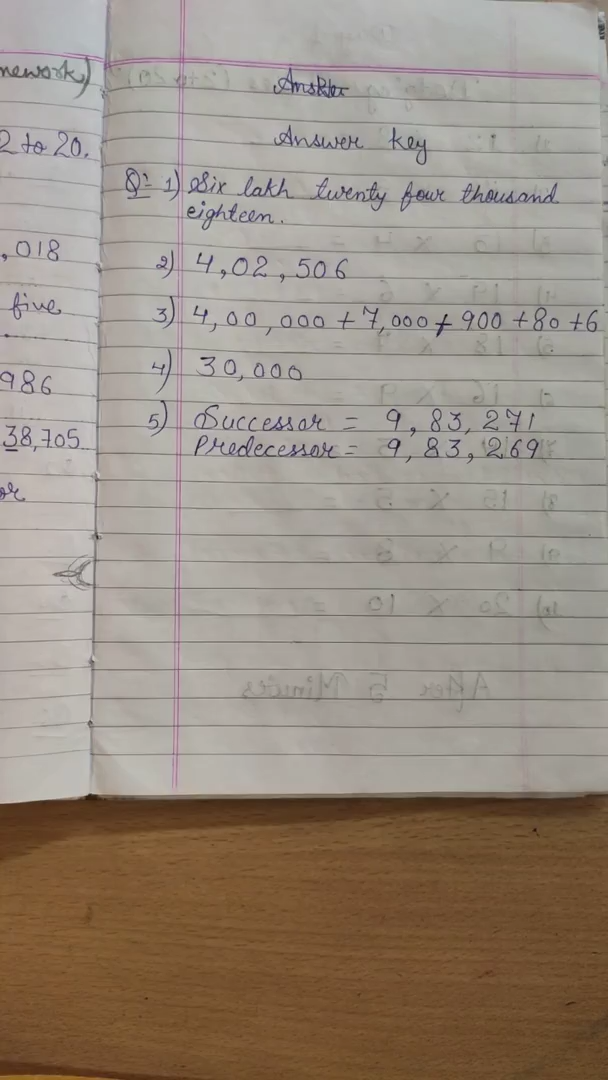 nework)
2 to 20.
,018
five
986
38,705
or
Answer key
Q:- 1) Six lakh twenty four thousand
eighteen.
2) 4,02,506
3) 4,00,000 + 7,000 + 900 + 80 + 6
4) 30,000
5) Successor = 9,83,271
Predecessor = 9,83,269